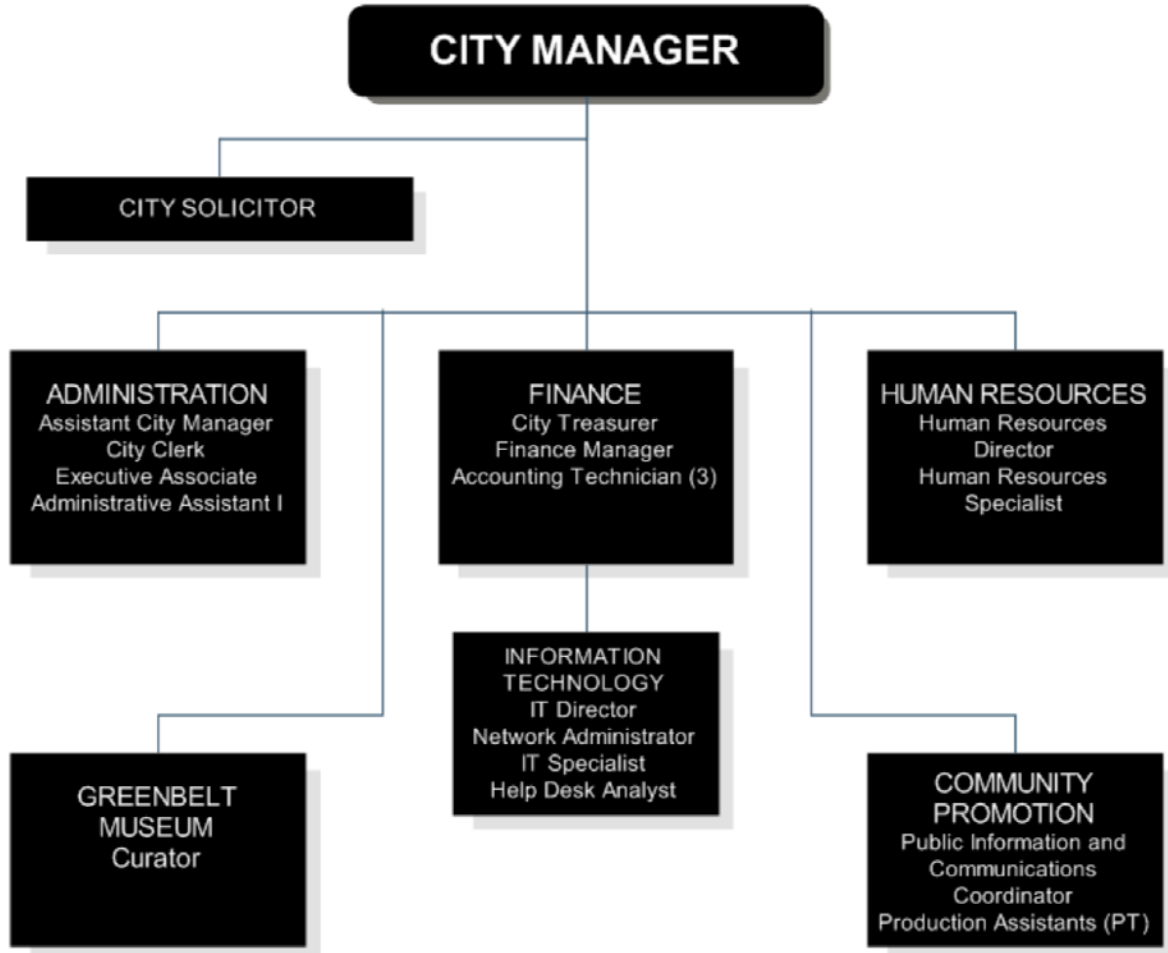 CITY MANAGER
CITY SOLICITOR
ADMINISTRATION
Assistant City Manager
City Clerk
Executive Associate
Administrative Assistant I
FINANCE
City Treasurer
Finance Manager
Accounting Technician (3)
HUMAN RESOURCES
Human Resources
Director
Human Resources
Specialist
INFORMATION
TECHNOLOGY
IT Director
Network Administrator
IT Specialist
Help Desk Analyst
GREENBELT
MUSEUM
Curator
COMMUNITY
PROMOTION
Public Information and
Communications
Coordinator
Production Assistants (PT)